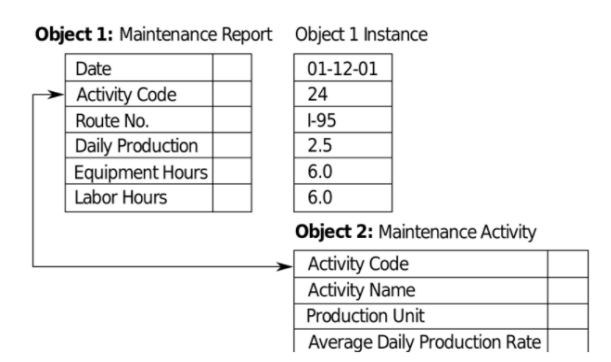 Object 1: Maintenance Report Object 1 Instance
Date 01-12-01
Activity Code 24
Route No. I-95
Daily Production 2.5
Equipment Hours 6.0
Labor Hours 6.0
Object 2: Maintenance Activity
Activity Code
Activity Name
Production Unit
Average Daily Production Rate